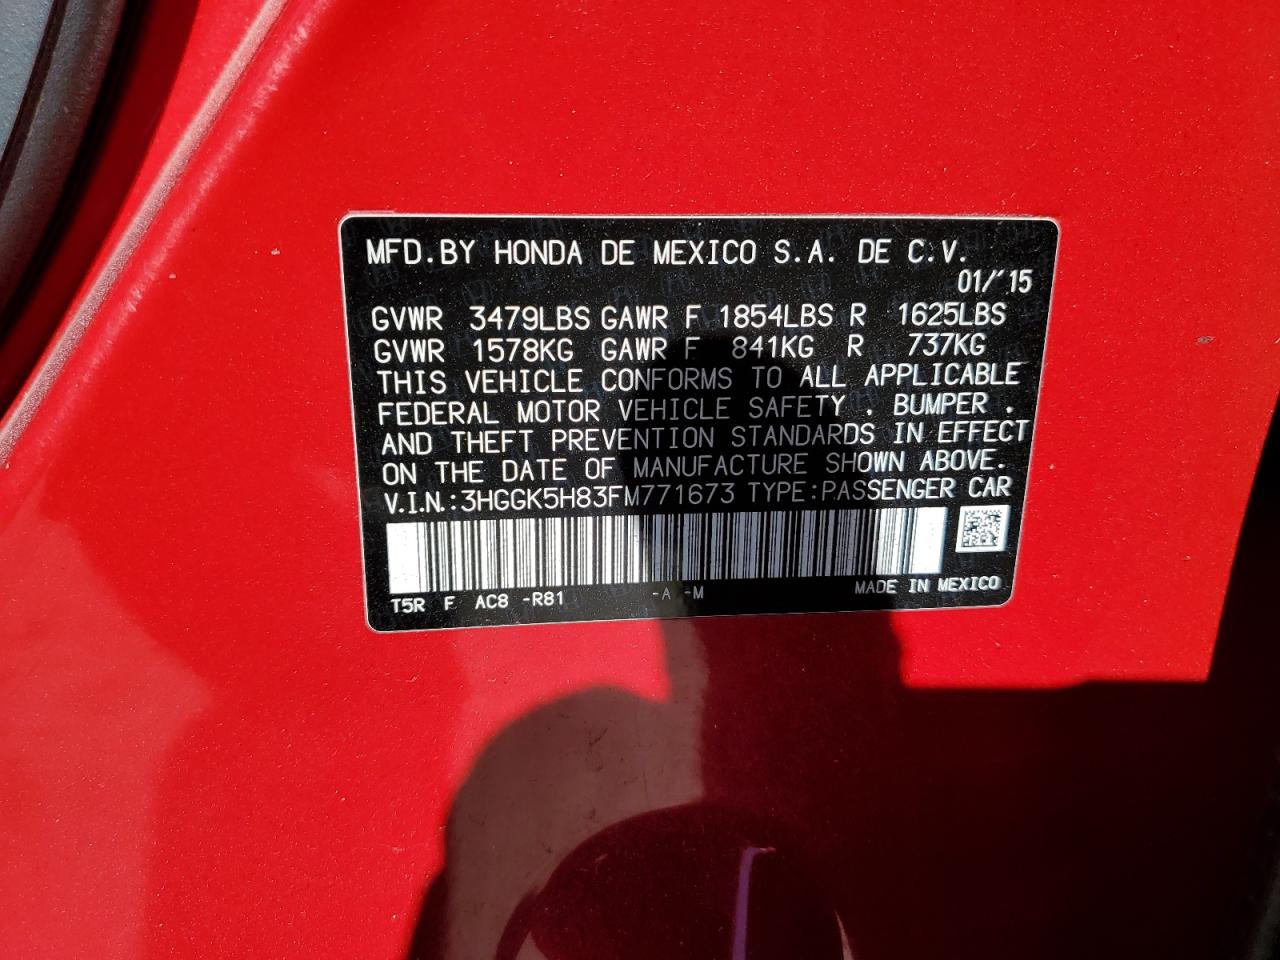 MFD.BY HONDA DE MEXICO S.A. DE C.V.
01/'15
GVWR 3479LBS GAWR F 1854LBS R 1625LBS
GVWR 1578KG GAWR F 841KG R 737KG
THIS VEHICLE CONFORMS TO ALL APPLICABLE
FEDERAL MOTOR VEHICLE SAFETY . BUMPER .
AND THEFT PREVENTION STANDARDS IN EFFECT
ON THE DATE OF MANUFACTURE SHOWN ABOVE.
V.I.N.:3HGGK5H83FM771673 TYPE:PASSENGER CAR
T5R F AC8 -R81 -A -M MADE IN MEXICO